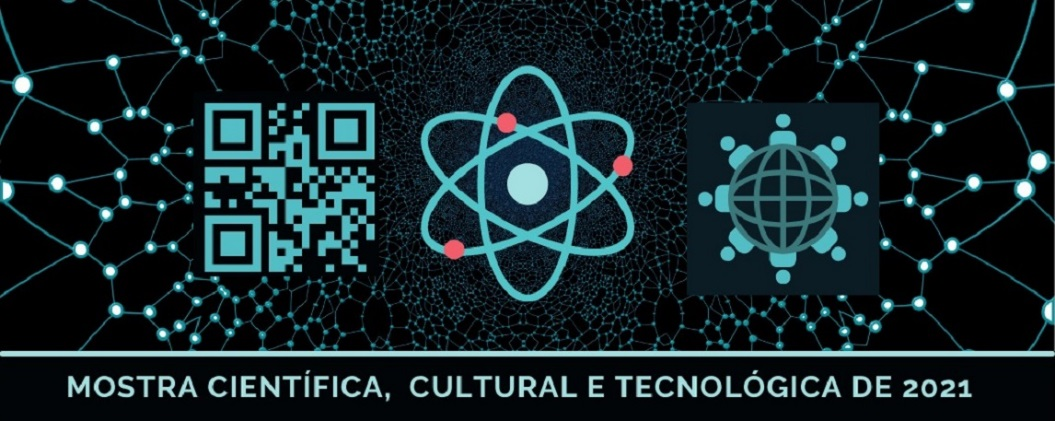 MOSTRA CIENTÍFICA, CULTURAL E TECNOLÓGICA DE 2021